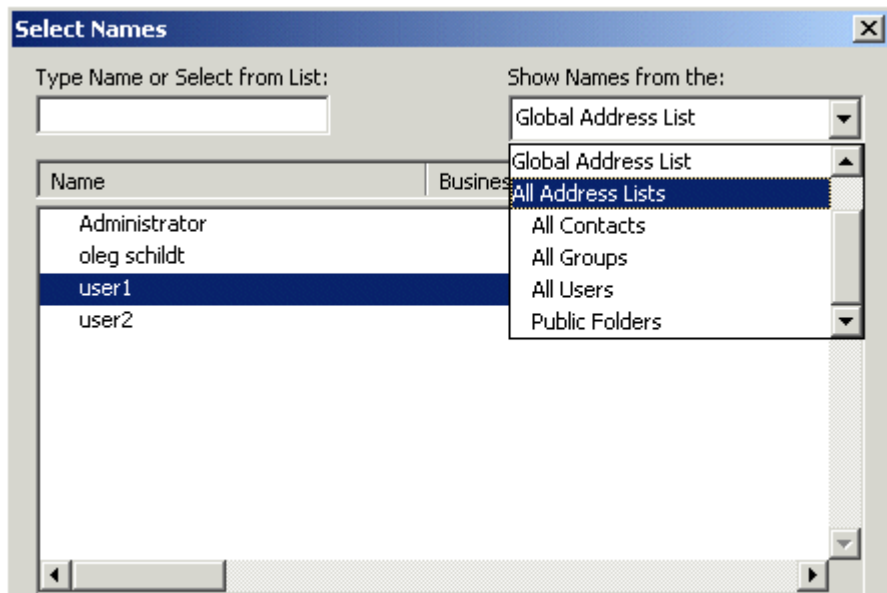 Select Names
Type Name or Select from List:
Show Names from the:
Global Address List
Name
Busines
Administrator
oleg schildt
user1
user2
Global Address List
All Address Lists
All Contacts
All Groups
All Users
Public Folders